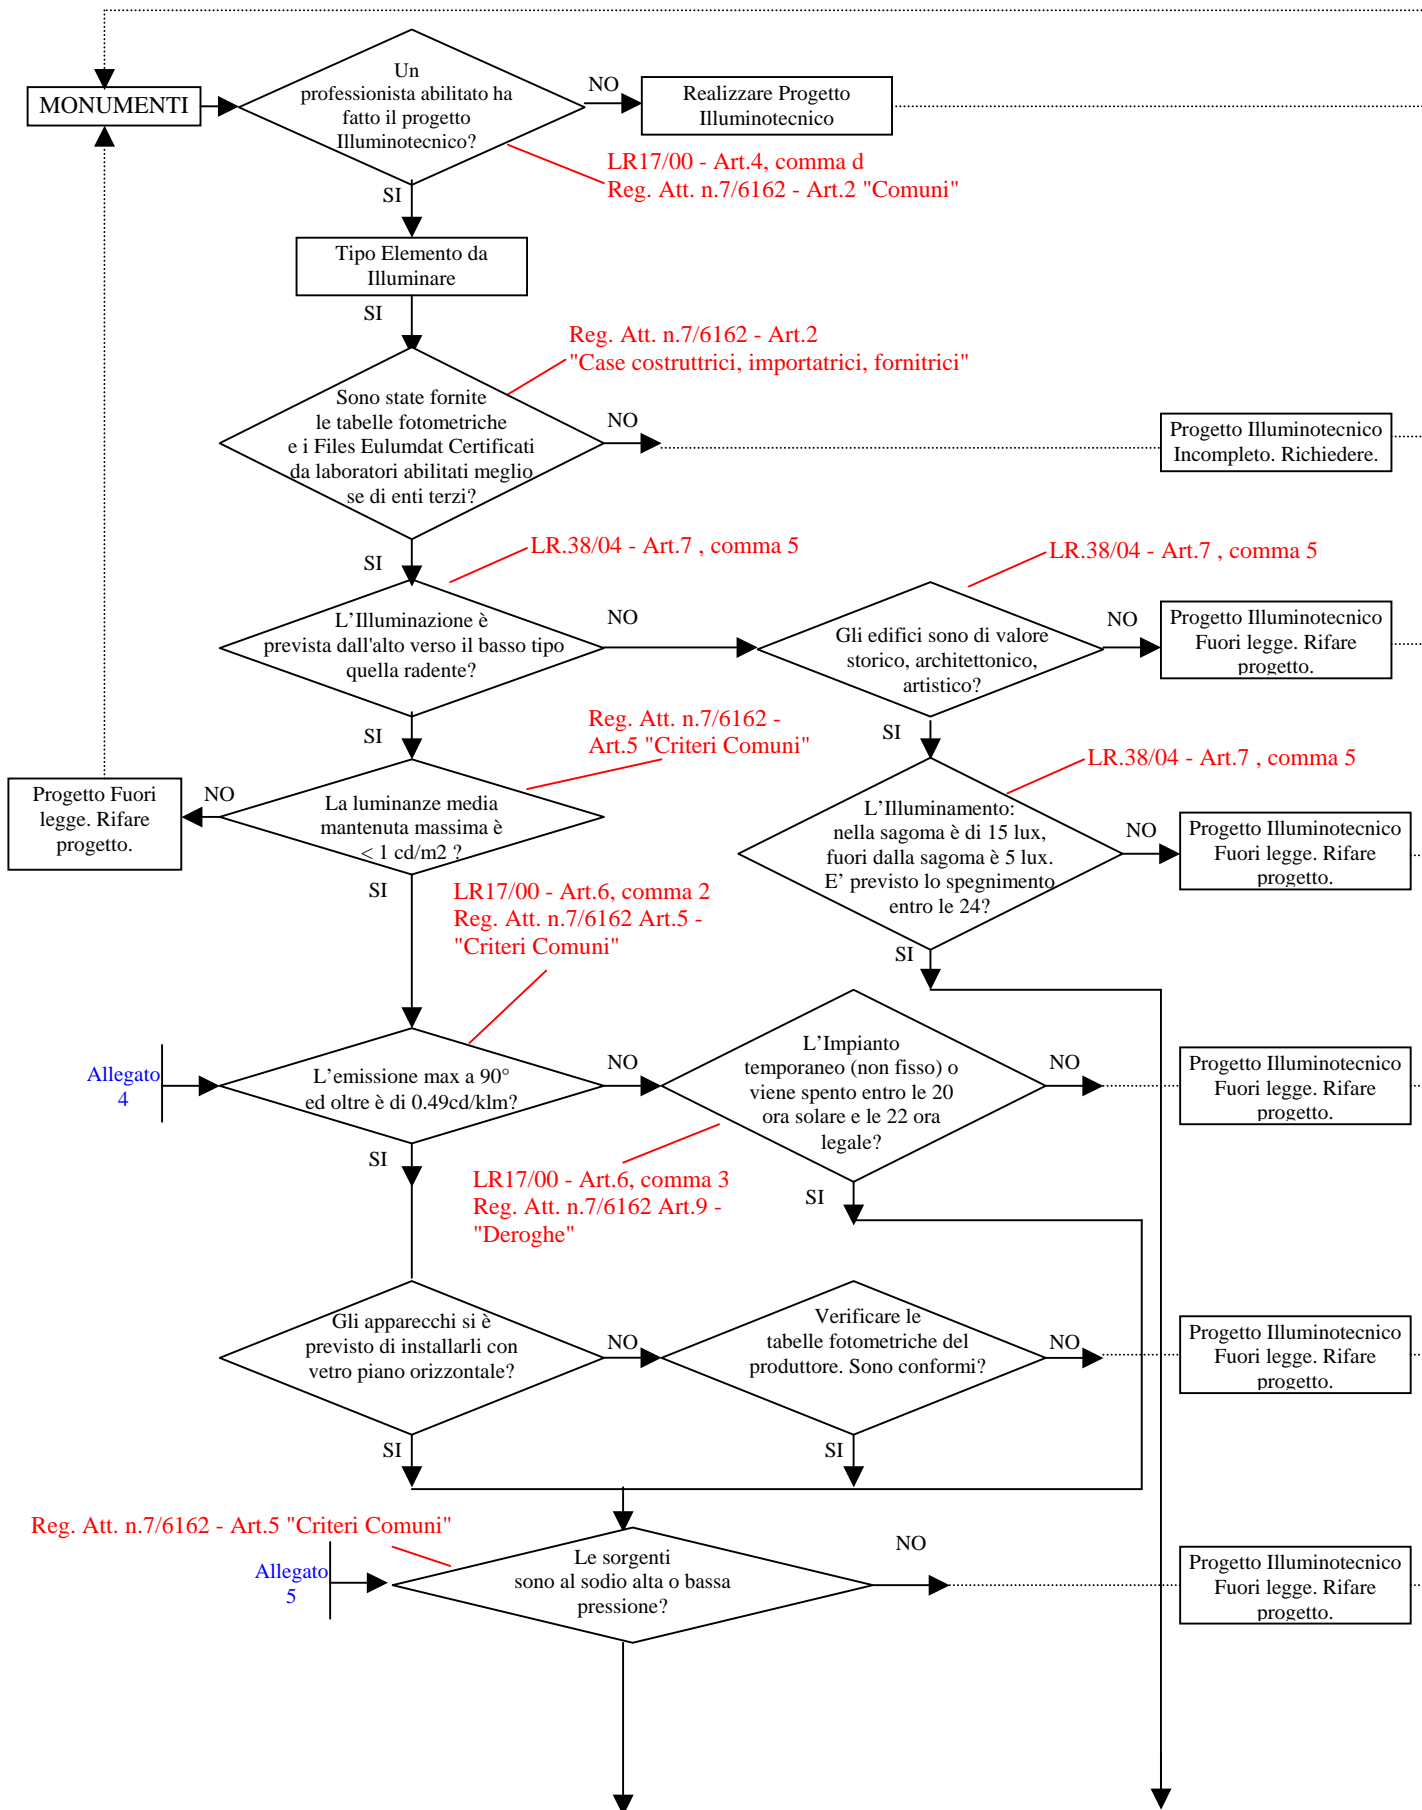 MONUMENTI
Un
professionista abilitato ha
fatto il progetto
Illuminotecnico?
NO
Realizzare Progetto
Illuminotecnico
LR17/00 - Art.4, comma d
Reg. Att. n.7/6162 - Art.2 "Comuni"
SI
Tipo Elemento da
Illuminare
SI
Reg. Att. n.7/6162 - Art.2
"Case costruttrici, importatrici, fornitrici"
Sono state fornite
le tabelle fotometriche
e i Files Eulumdat Certificati
da laboratori abilitati meglio
se di enti terzi?
NO
Progetto Illuminotecnico
Incompleto. Richiedere.
SI
LR.38/04 - Art.7 , comma 5
L'Illuminazione è
prevista dall'alto verso il basso tipo
quella radente?
NO
LR.38/04 - Art.7 , comma 5
Gli edifici sono di valore
storico, architettonico,
artistico?
NO
Progetto Illuminotecnico
Fuori legge. Rifare
progetto.
SI
Reg. Att. n.7/6162 -
Art.5 "Criteri Comuni"
SI
LR.38/04 - Art.7 , comma 5
Progetto Fuori
legge. Rifare
progetto.
NO
La luminanze media
mantenuta massima è
< 1 cd/m2 ?
L'Illuminamento:
nella sagoma è di 15 lux,
fuori dalla sagoma è 5 lux.
E' previsto lo spegnimento
entro le 24?
NO
Progetto Illuminotecnico
Fuori legge. Rifare
progetto.
SI
LR17/00 - Art.6, comma 2
Reg. Att. n.7/6162 Art.5 -
"Criteri Comuni"
SI
Allegato
4
L'emissione max a 90°
ed oltre è di 0.49cd/klm?
NO
L'Impianto
temporaneo (non fisso) o
viene spento entro le 20
ora solare e le 22 ora
legale?
NO
Progetto Illuminotecnico
Fuori legge. Rifare
progetto.
SI
LR17/00 - Art.6, comma 3
Reg. Att. n.7/6162 Art.9 -
"Deroghe"
SI
Gli apparecchi si è
previsto di installarli con
vetro piano orizzontale?
NO
Verificare le
tabelle fotometriche del
produttore. Sono conformi?
NO
Progetto Illuminotecnico
Fuori legge. Rifare
progetto.
SI
SI
Reg. Att. n.7/6162 - Art.5 "Criteri Comuni"
Allegato
5
Le sorgenti
sono al sodio alta o bassa
pressione?
NO
Progetto Illuminotecnico
Fuori legge. Rifare
progetto.